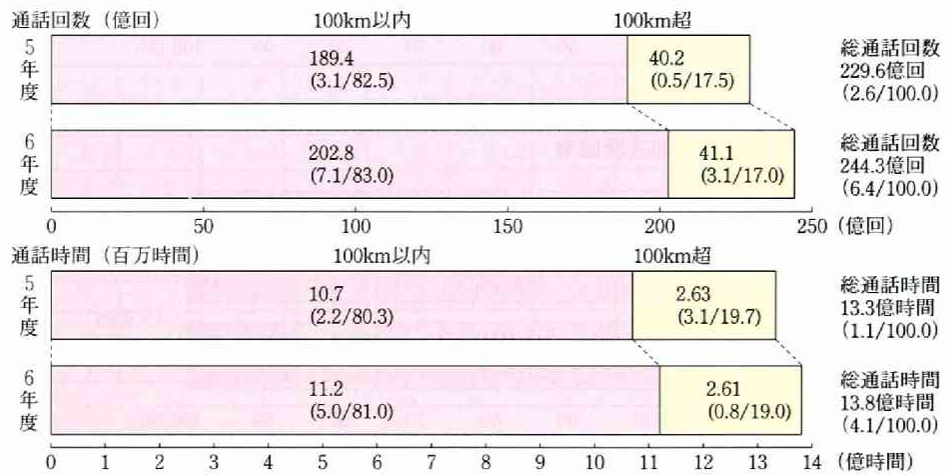 通話回数（億回）
100km以内
100km超
5年度
189.4
(3.1/82.5)
40.2
(0.5/17.5)
総通話回数
229.6億回
(2.6/100.0)
6年度
202.8
(7.1/83.0)
41.1
(3.1/17.0)
総通話回数
244.3億回
(6.4/100.0)
0 50 100 150 200 250（億回）
通話時間（百万時間）
100km以内
100km超
5年度
10.7
(2.2/80.3)
2.63
(3.1/19.7)
総通話時間
13.3億時間
(1.1/100.0)
6年度
11.2
(5.0/81.0)
2.61
(0.8/19.0)
総通話時間
13.8億時間
(4.1/100.0)
0 1 2 3 4 5 6 7 8 9 10 11 12 13 14（億時間）